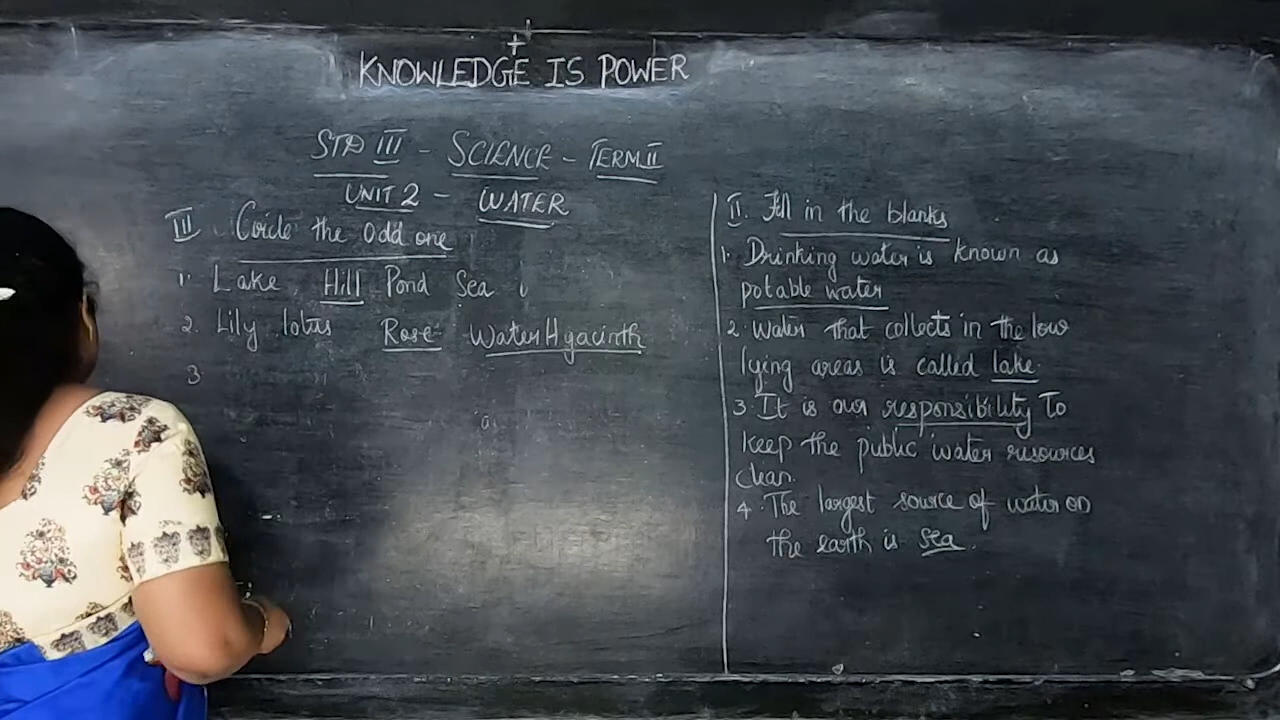 KNOWLEDGE IS POWER
STD III - SCIENCE - TERM II
UNIT 2 - WATER
III. Circle the Odd one
1. Lake, Hill Pond Sea
2. Lily lotus Rose Water Hyacinth
3
II. Fill in the blanks
1. Drinking water is known as
potable water
2. Water that collects in the low
lying areas is called lake.
3 It is our responsibility To
keep the public water resources
clean.
4. The largest source of water on
the earth is sea.